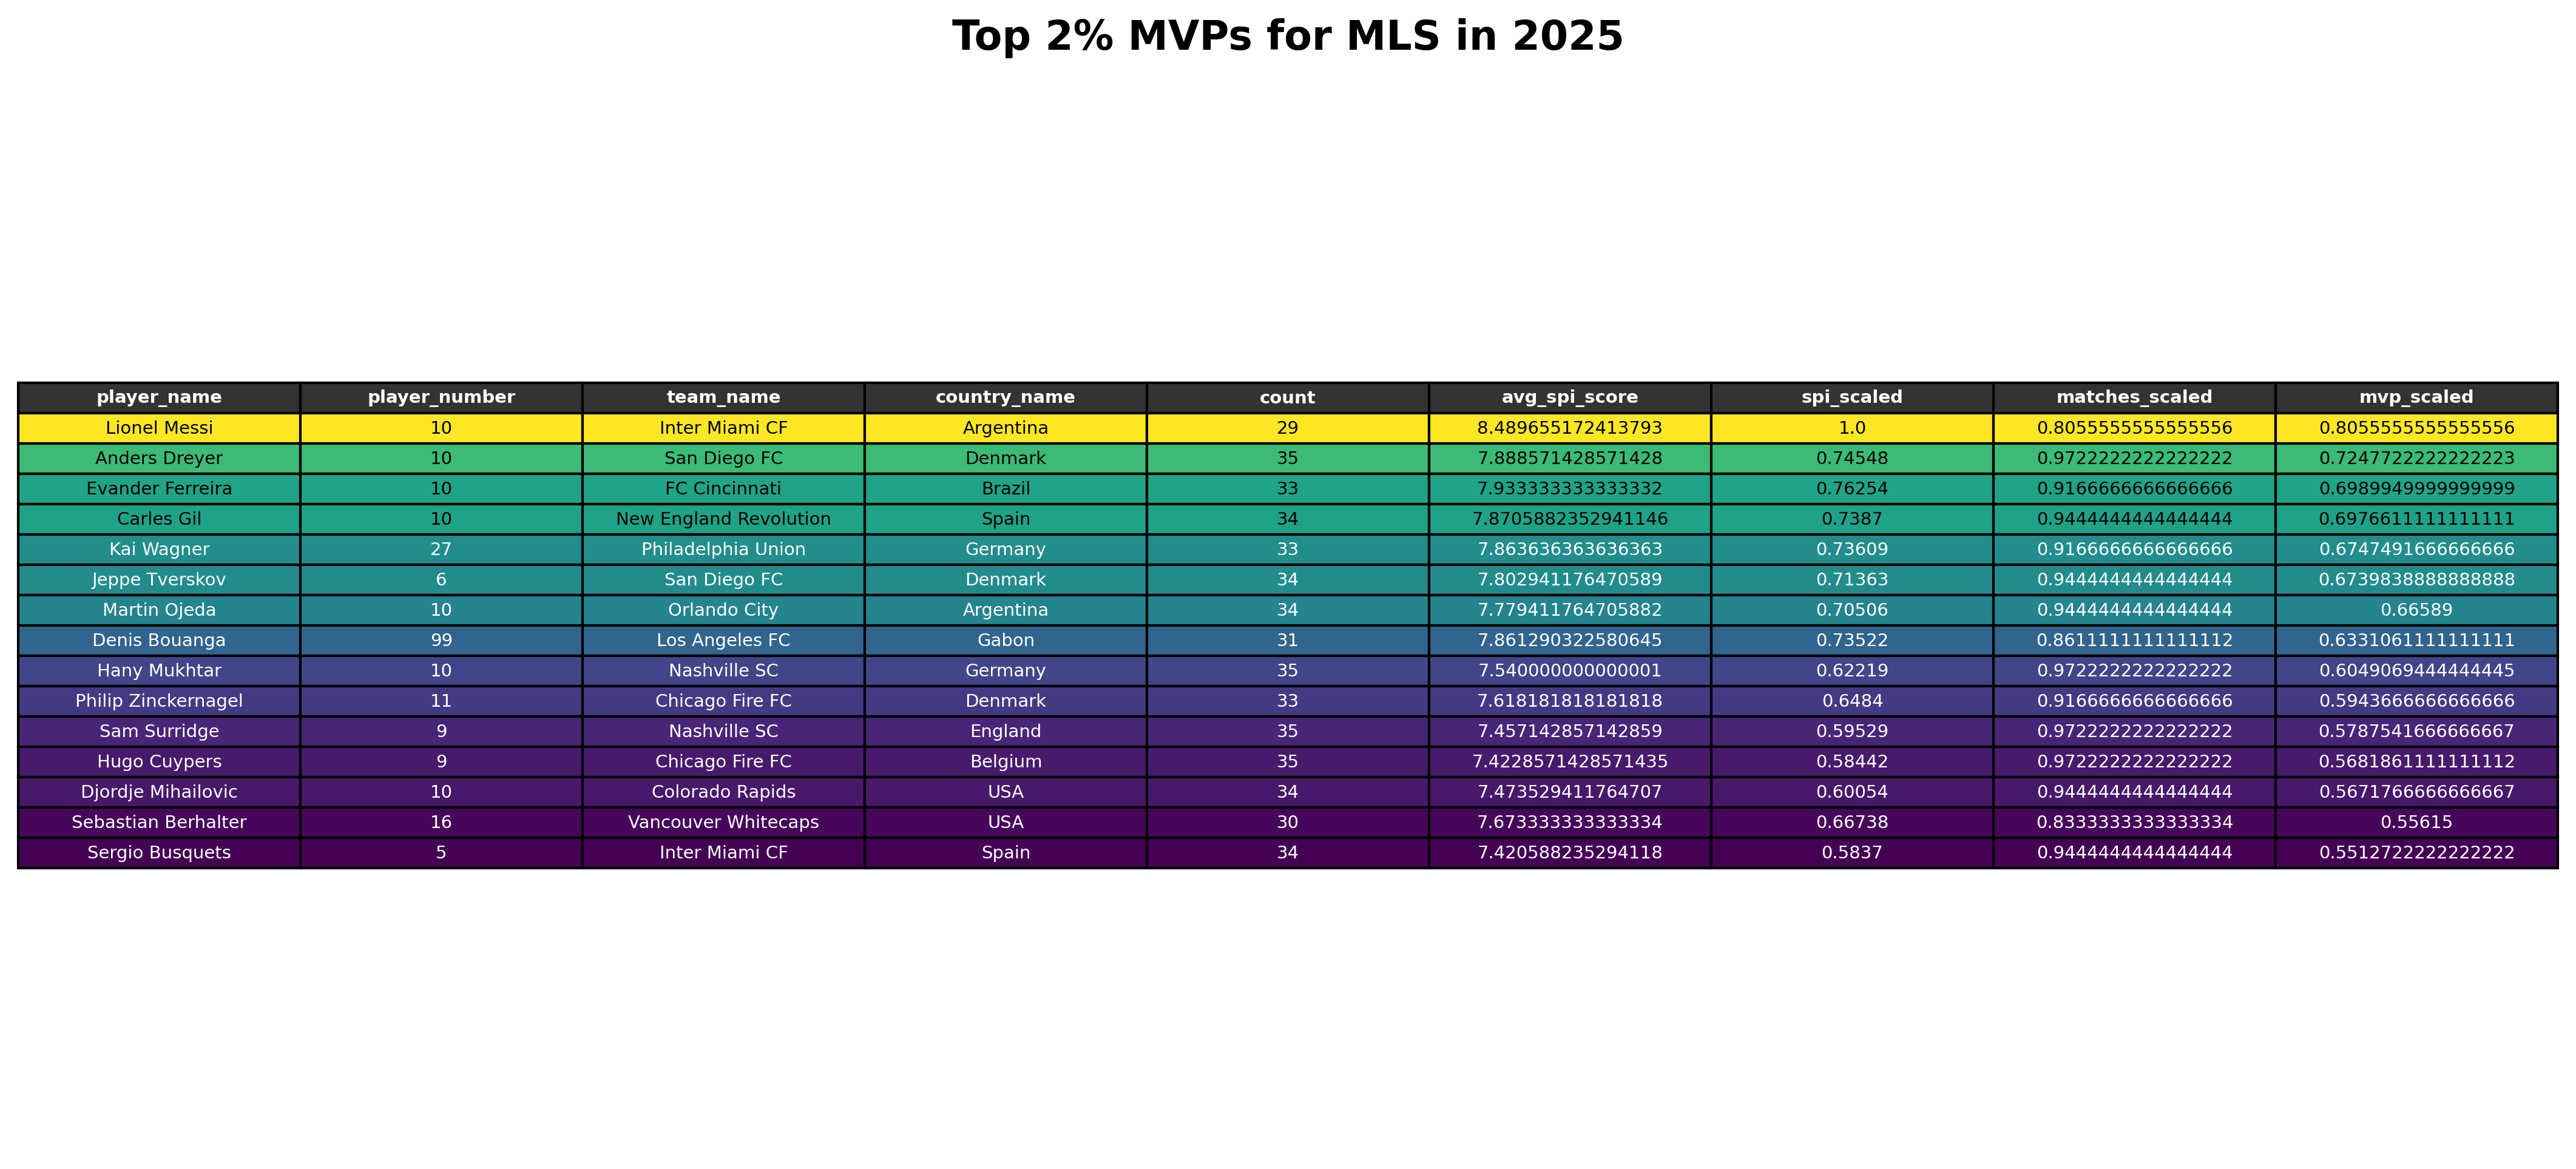 Top 2% MVPs for MLS in 2025
player_name player_number team_name country_name count avg_spi_score spi_scaled matches_scaled mvp_scaled
Lionel Messi 10 Inter Miami CF Argentina 29 8.489655172413793 1.0 0.8055555555555556 0.8055555555555556
Anders Dreyer 10 San Diego FC Denmark 35 7.888571428571428 0.74548 0.9722222222222222 0.7247722222222223
Evander Ferreira 10 FC Cincinnati Brazil 33 7.933333333333332 0.76254 0.9166666666666666 0.6989949999999999
Carles Gil 10 New England Revolution Spain 34 7.8705882352941146 0.7387 0.9444444444444444 0.6976611111111111
Kai Wagner 27 Philadelphia Union Germany 33 7.863636363636363 0.73609 0.9166666666666666 0.6747491666666666
Jeppe Tverskov 6 San Diego FC Denmark 34 7.802941176470589 0.71363 0.9444444444444444 0.6739838888888888
Martin Ojeda 10 Orlando City Argentina 34 7.779411764705882 0.70506 0.9444444444444444 0.66589
Denis Bouanga 99 Los Angeles FC Gabon 31 7.861290322580645 0.73522 0.8611111111111112 0.6331061111111111
Hany Mukhtar 10 Nashville SC Germany 35 7.540000000000001 0.62219 0.9722222222222222 0.6049069444444445
Philip Zinckernagel 11 Chicago Fire FC Denmark 33 7.618181818181818 0.6484 0.9166666666666666 0.5943666666666666
Sam Surridge 9 Nashville SC England 35 7.457142857142859 0.59529 0.9722222222222222 0.5787541666666667
Hugo Cuypers 9 Chicago Fire FC Belgium 35 7.4228571428571435 0.58442 0.9722222222222222 0.5681861111111112
Djordje Mihailovic 10 Colorado Rapids USA 34 7.473529411764707 0.60054 0.9444444444444444 0.5671766666666667
Sebastian Berhalter 16 Vancouver Whitecaps USA 30 7.673333333333334 0.66738 0.8333333333333334 0.55615
Sergio Busquets 5 Inter Miami CF Spain 34 7.420588235294118 0.5837 0.9444444444444444 0.5512722222222222